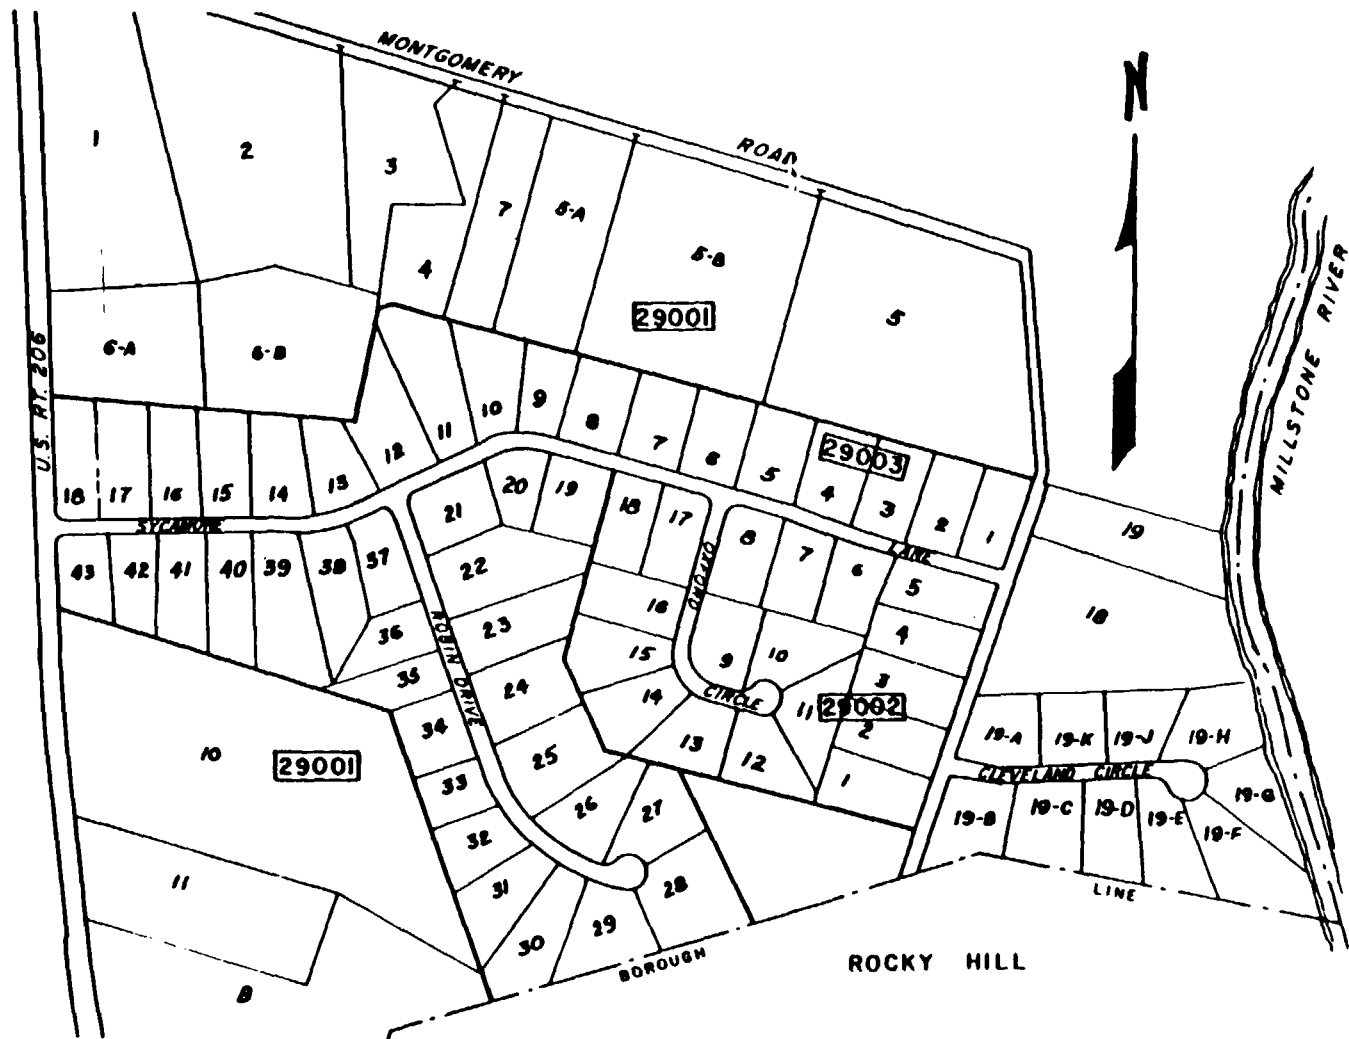 MONTGOMERY
ROAD
N
1
2
3
4
7
5-A
5-B
5
29001
6-A
6-B
U.S. RT. 206
MILLSTONE RIVER
18
17
16
15
14
13
12
11
10
9
8
7
6
5
4
3
2
1
29003
SYCAMORE
LANE
43
42
41
40
39
38
37
36
35
34
33
32
31
30
29
28
27
26
25
24
23
22
21
20
19
ROBIN DRIVE
18
17
16
15
14
13
12
11
10
9
8
7
6
5
4
3
2
1
29002
OXFORD
CIRCLE
19
18
19-A
19-K
19-J
19-H
CLEVELAND CIRCLE
19-B
19-C
19-D
19-E
19-F
19-G
10
29001
11
8
BOROUGH
LINE
ROCKY HILL